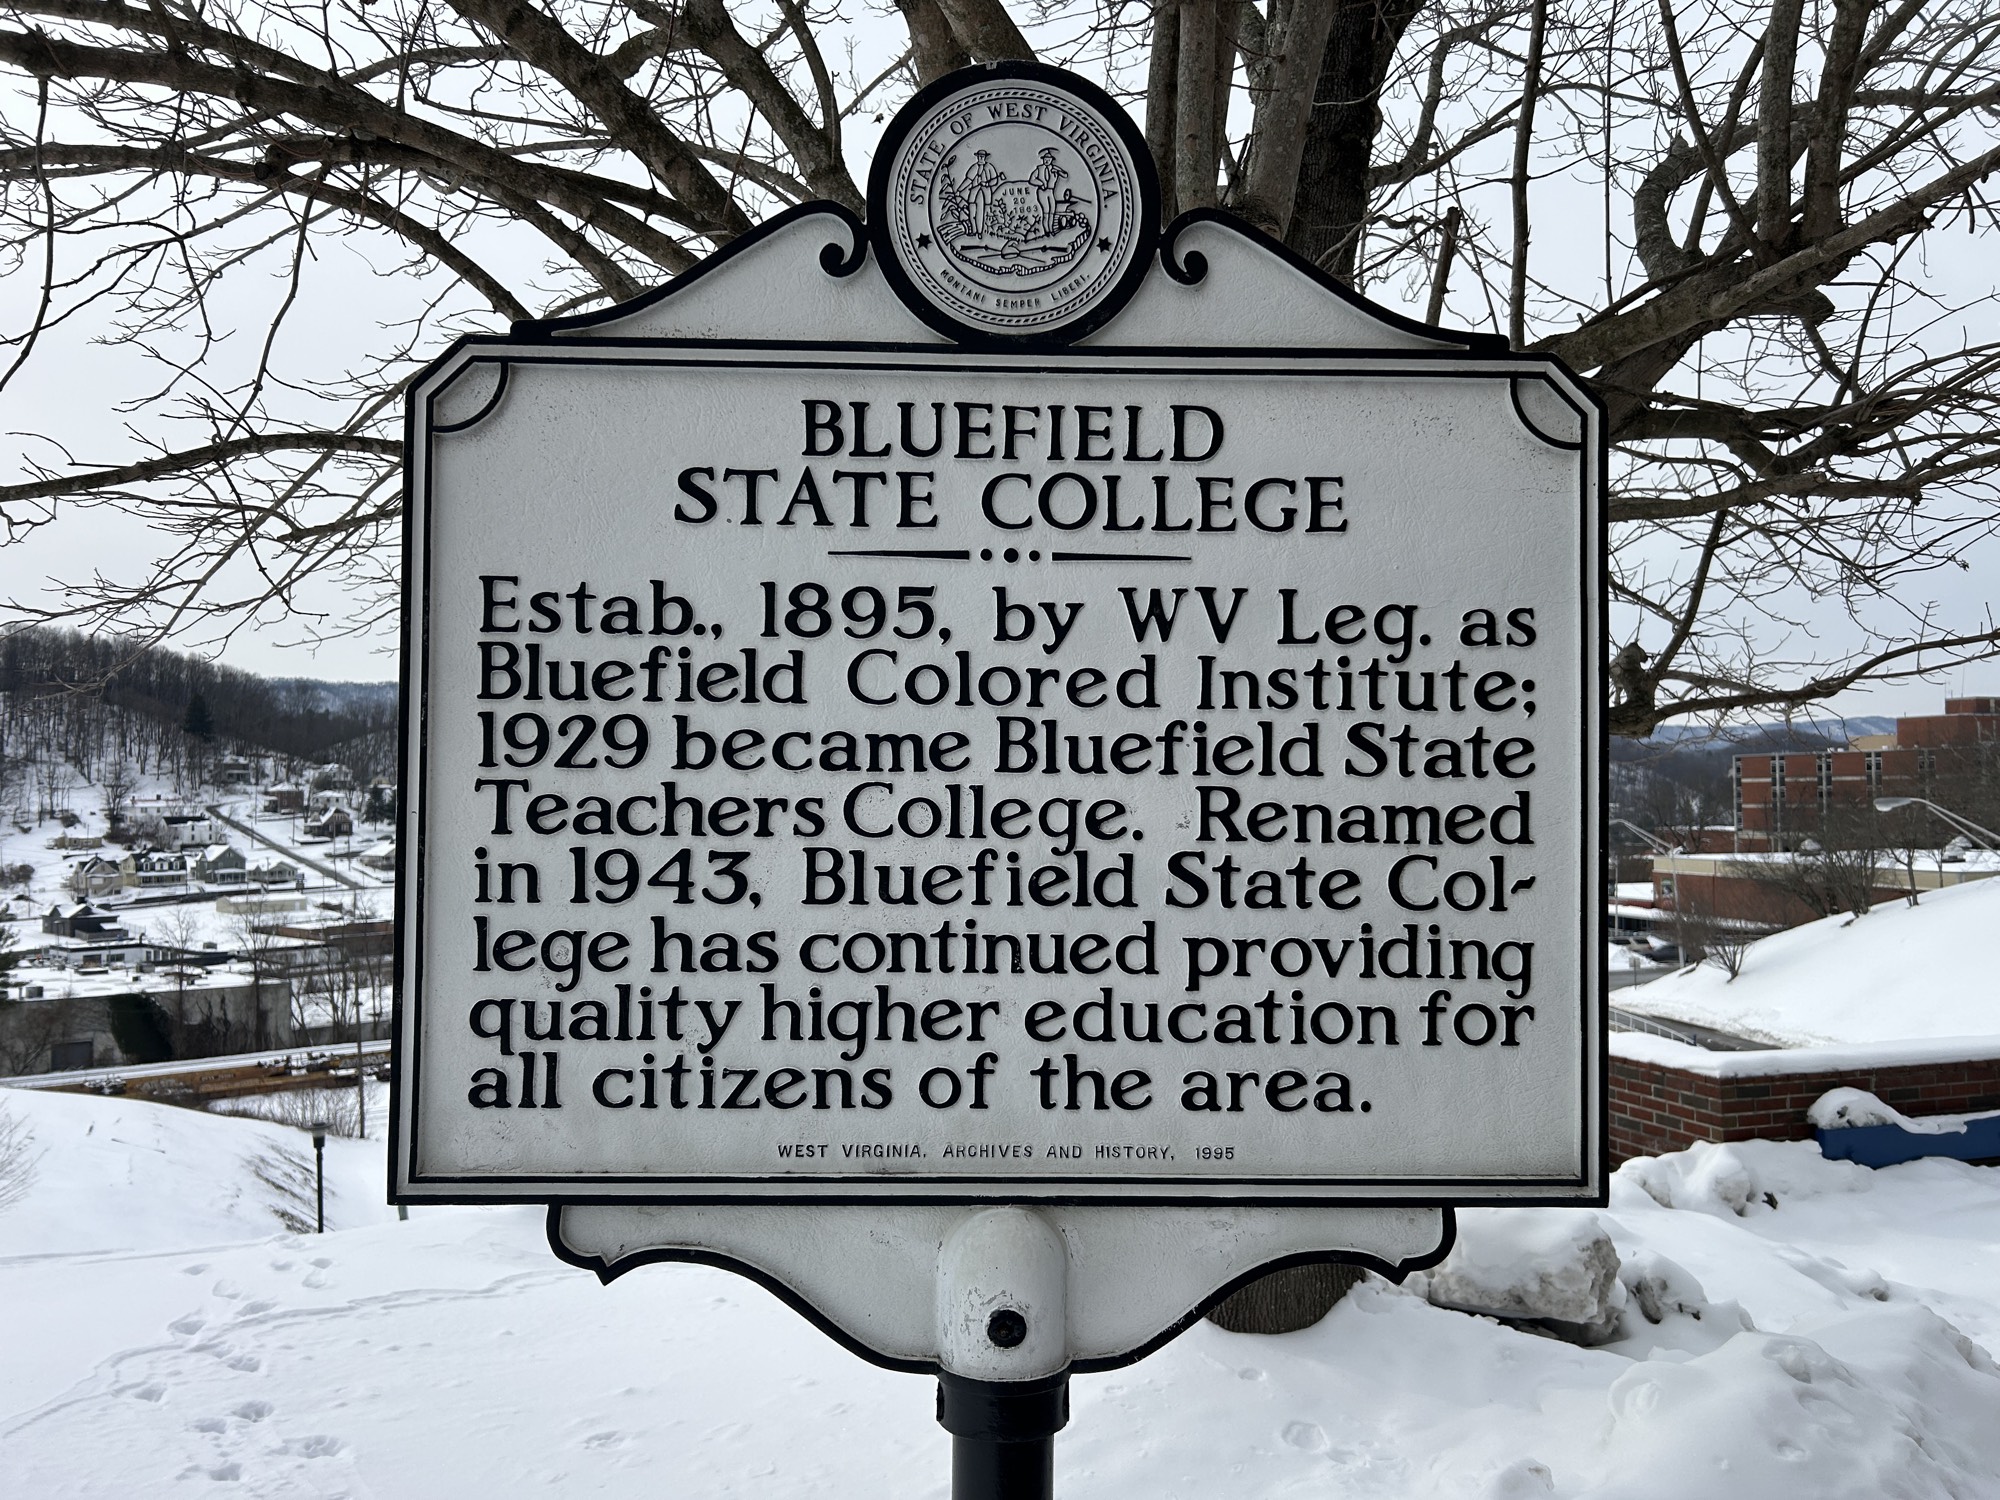 STATE OF WEST VIRGINIA.
JUNE
20
1863
MONTANI SEMPER LIBERI.
BLUEFIELD
STATE COLLEGE
Estab., 1895, by WV Leg. as
Bluefield Colored Institute;
1929 became Bluefield State
Teachers College. Renamed
in 1943, Bluefield State Col-
lege has continued providing
quality higher education for
all citizens of the area.
WEST VIRGINIA, ARCHIVES AND HISTORY, 1995